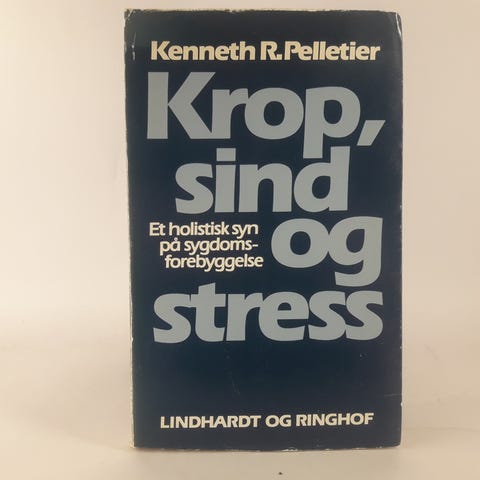 Kenneth R. Pelletier
Krop,
sind
Et holistisk syn
på sygdoms-
forebyggelse
og
stress
LINDHARDT OG RINGHOF